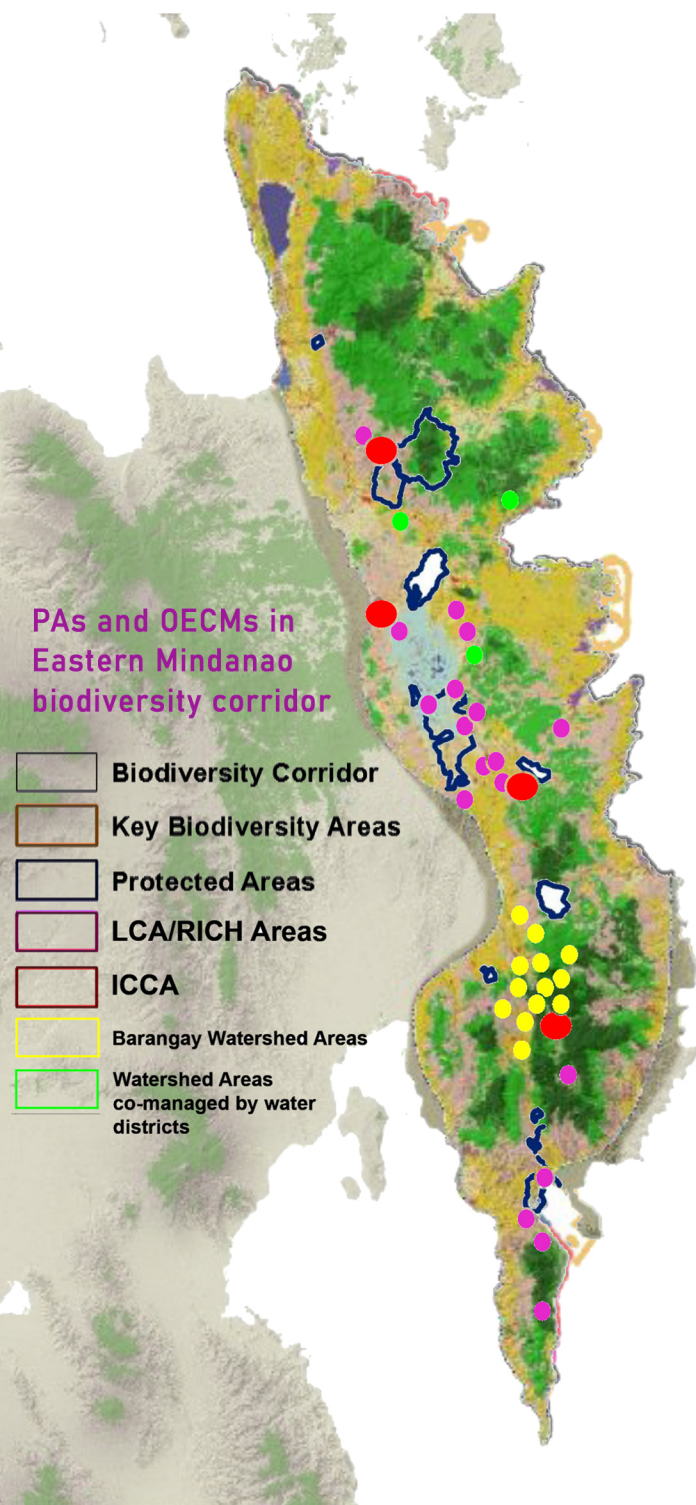 PAs and OECMs in
Eastern Mindanao
biodiversity corridor
Biodiversity Corridor
Key Biodiversity Areas
Protected Areas
LCA/RICH Areas
ICCA
Barangay Watershed Areas
Watershed Areas
co-managed by water
districts